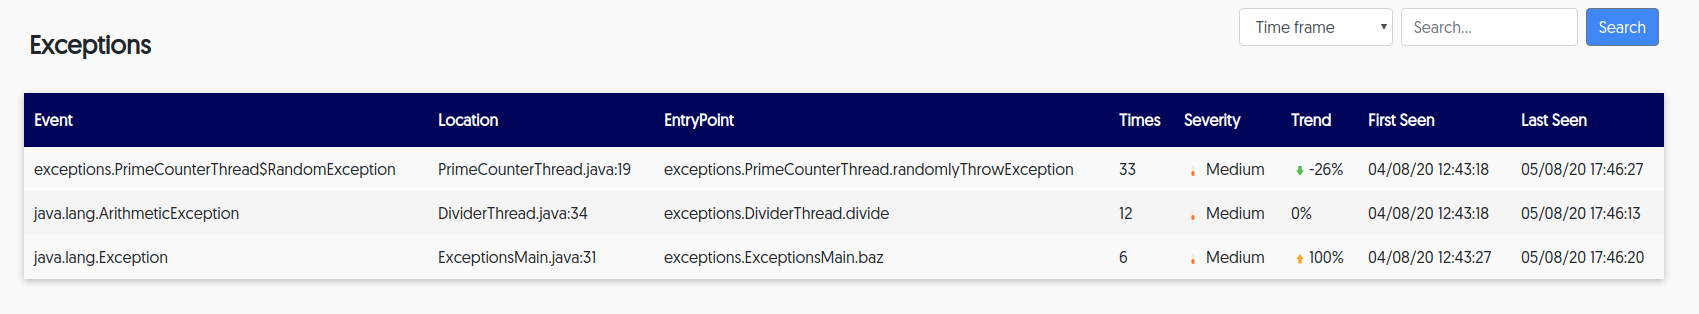 Exceptions
Time frame Search... Search
Event Location EntryPoint Times Severity Trend First Seen Last Seen
exceptions.PrimeCounterThread$RandomException PrimeCounterThread.java:19 exceptions.PrimeCounterThread.randomlyThrowException 33 Medium -26% 04/08/20 12:43:18 05/08/20 17:46:27
java.lang.ArithmeticException DividerThread.java:34 exceptions.DividerThread.divide 12 Medium 0% 04/08/20 12:43:18 05/08/20 17:46:13
java.lang.Exception ExceptionsMain.java:31 exceptions.ExceptionsMain.baz 6 Medium 100% 04/08/20 12:43:27 05/08/20 17:46:20